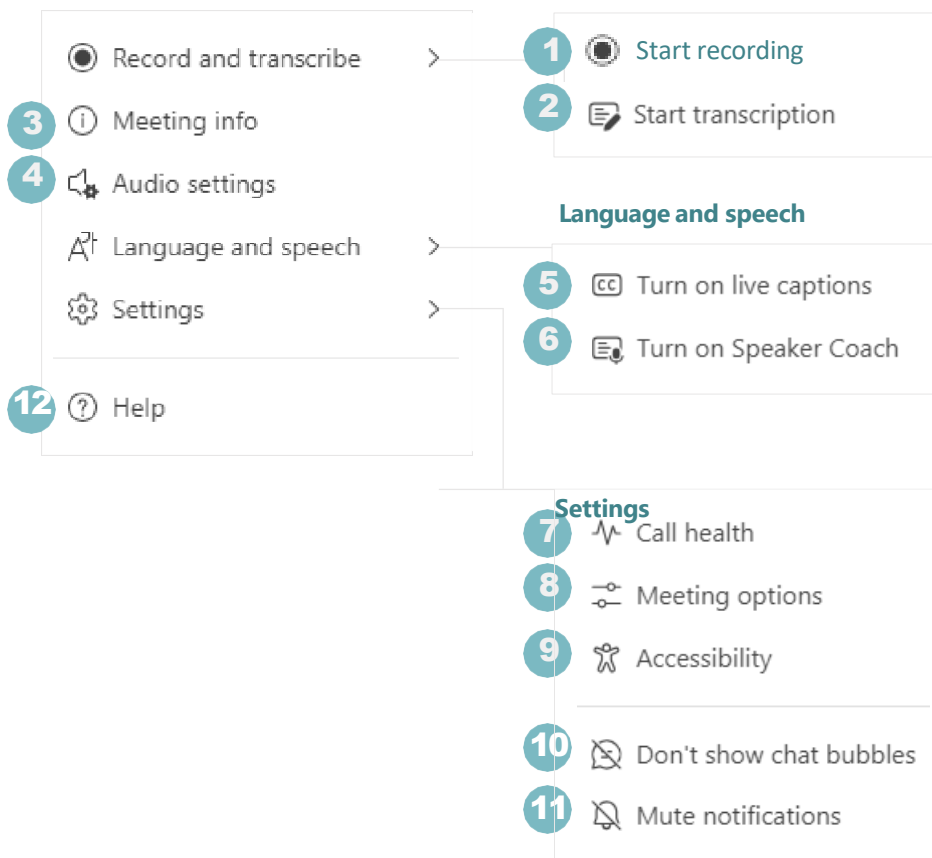 Record and transcribe
3 Meeting info
4 Audio settings
Language and speech
Settings
12 Help
1 Start recording
2 Start transcription
Language and speech
5 CC Turn on live captions
6 Turn on Speaker Coach
Settings
7 Call health
8 Meeting options
9 Accessibility
10 Don't show chat bubbles
11 Mute notifications